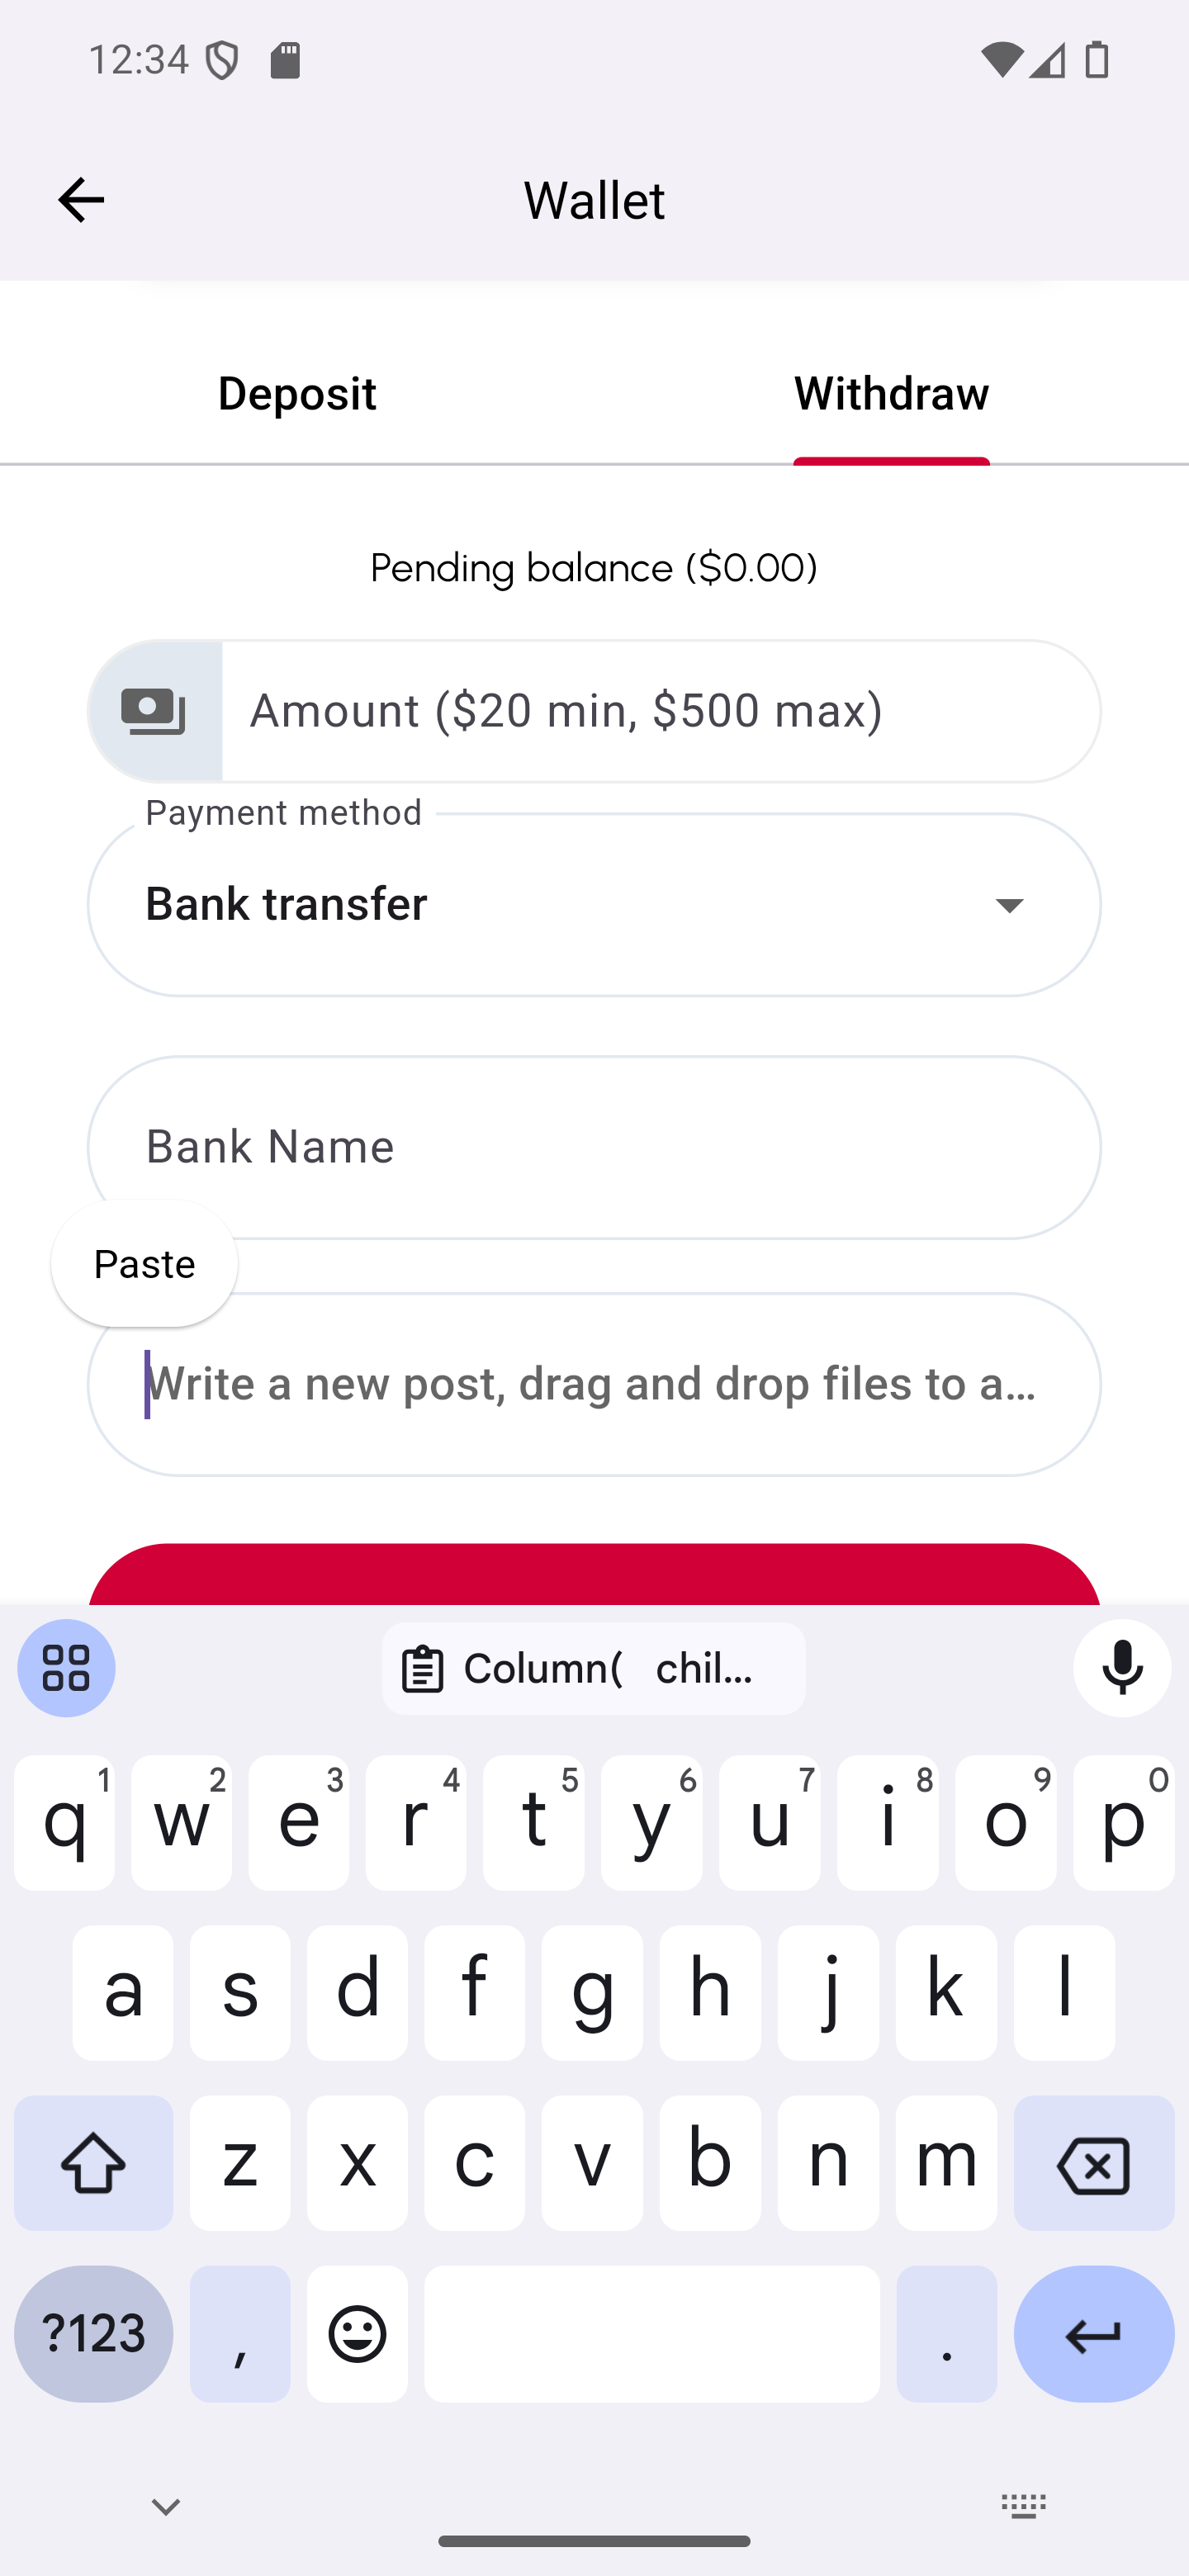 12:34
Wallet
Deposit Withdraw
Pending balance ($0.00)
Amount ($20 min, $500 max)
Payment method
Bank transfer
Bank Name
Paste
Write a new post, drag and drop files to a...
Column( chil...
q 1 w 2 e 3 r 4 t 5 y 6 u 7 i 8 o 9 p 0
a s d f g h j k l
z x c v b n m
?123 , .